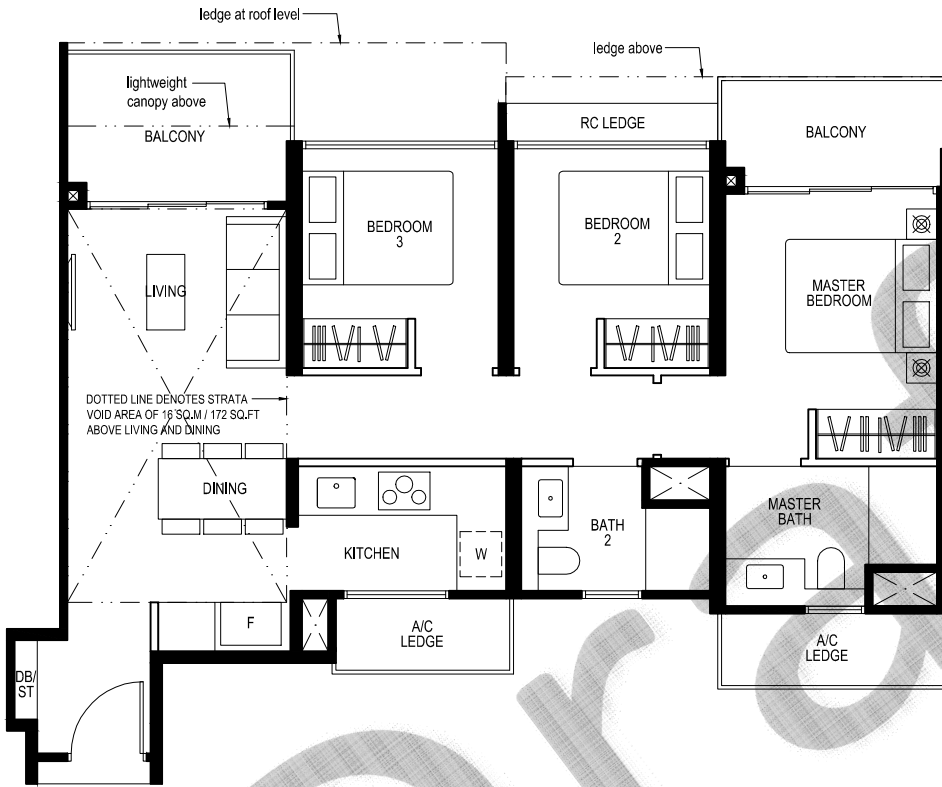 ledge at roof level
ledge above
lightweight
canopy above
BALCONY
RC LEDGE
BALCONY
BEDROOM
3
BEDROOM
2
LIVING
MASTER
BEDROOM
DOTTED LINE DENOTES STRATA
VOID AREA OF 16 SQ.M / 172 SQ.FT
ABOVE LIVING AND DINING
DINING
KITCHEN
W
BATH
2
MASTER
BATH
F
A/C
LEDGE
A/C
LEDGE
DB/
ST